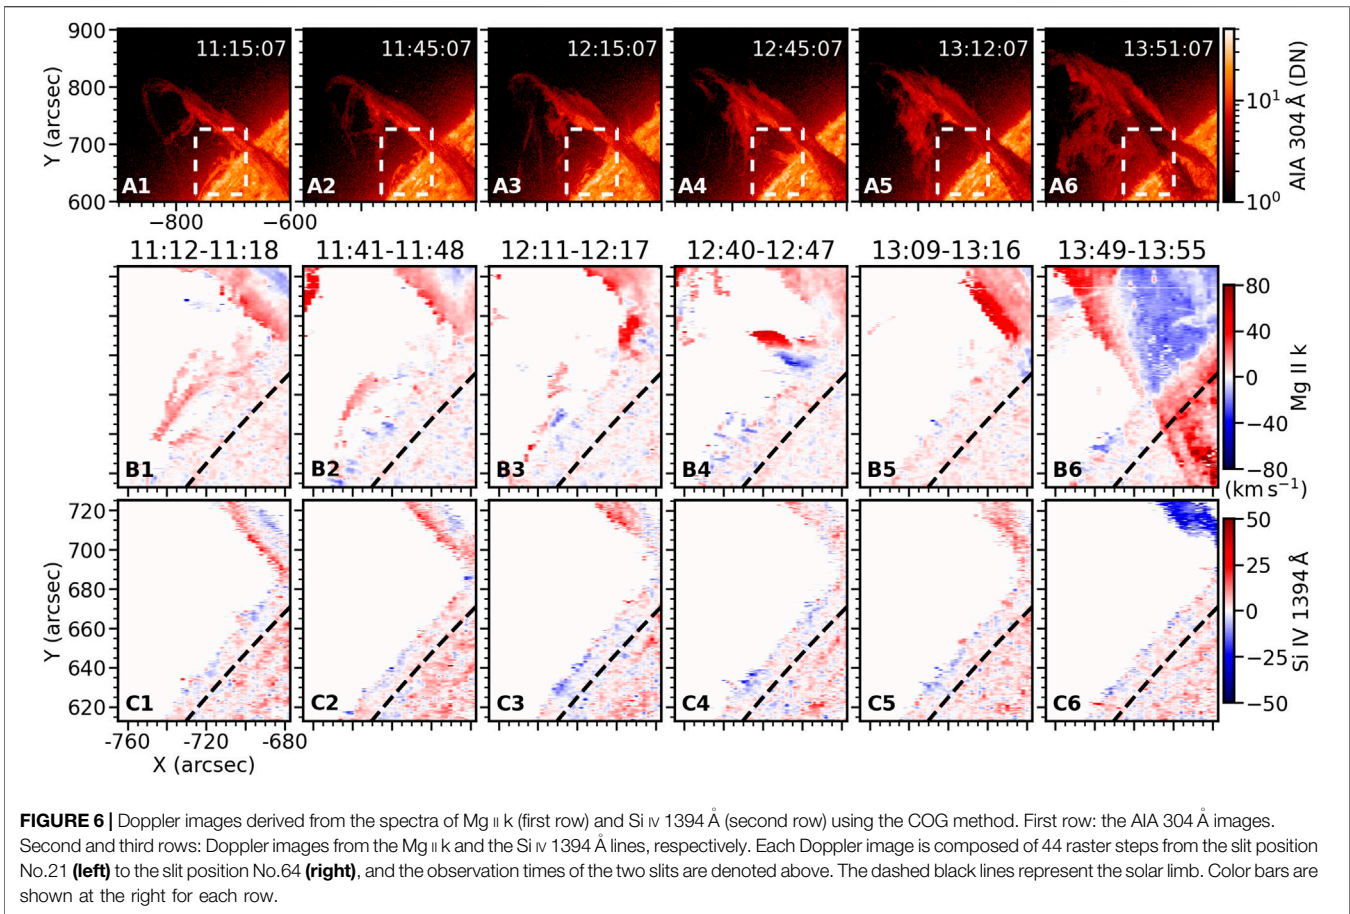 900
800
700
600
Y (arcsec)
11:15:07
11:45:07
12:15:07
12:45:07
13:12:07
13:51:07
A1
A2
A3
A4
A5
A6
−800
−600
10¹
10⁰
AIA 304 Å (DN)
11:12-11:18
11:41-11:48
12:11-12:17
12:40-12:47
13:09-13:16
13:49-13:55
B1
B2
B3
B4
B5
B6
80
40
0
−40
−80
Mg II k
(km s⁻¹)
720
700
680
660
640
620
Y (arcsec)
C1
C2
C3
C4
C5
C6
50
25
0
−25
−50
Si IV 1394 Å
-760
-720
-680
X (arcsec)
FIGURE 6 | Doppler images derived from the spectra of Mg II k (first row) and Si IV 1394 Å (second row) using the COG method. First row: the AIA 304 Å images.
Second and third rows: Doppler images from the Mg II k and the Si IV 1394 Å lines, respectively. Each Doppler image is composed of 44 raster steps from the slit position
No.21 (left) to the slit position No.64 (right), and the observation times of the two slits are denoted above. The dashed black lines represent the solar limb. Color bars are
shown at the right for each row.